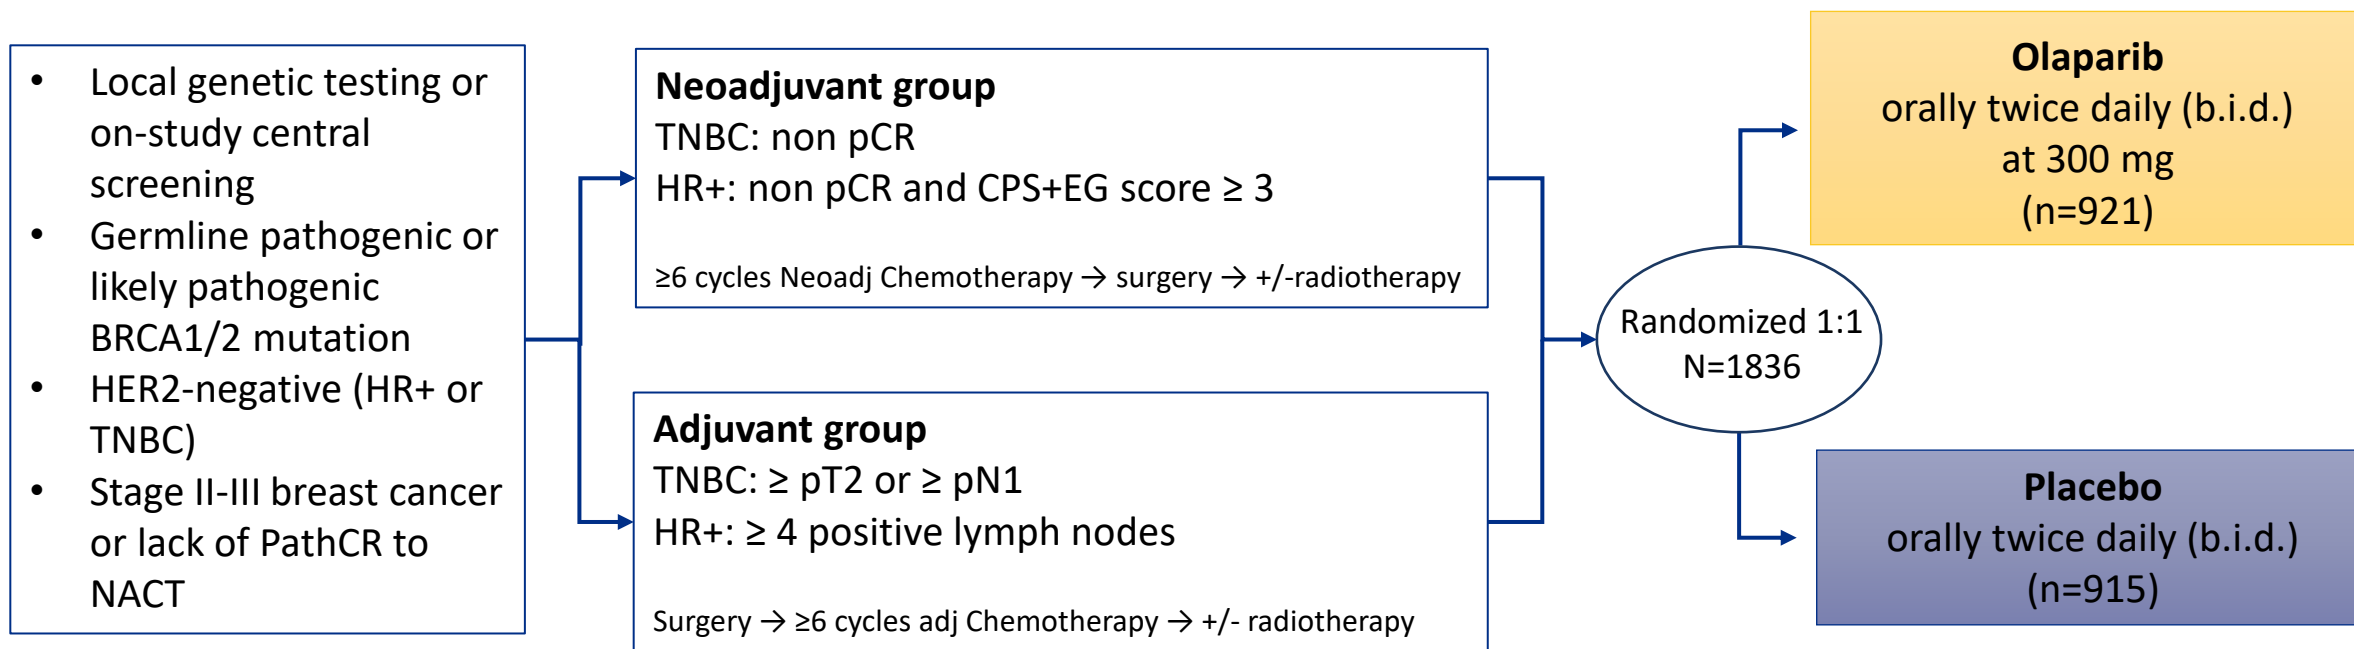 • Local genetic testing or
on-study central
screening
• Germline pathogenic or
likely pathogenic
BRCA1/2 mutation
• HER2-negative (HR+ or
TNBC)
• Stage II-III breast cancer
or lack of PathCR to
NACT
Neoadjuvant group
TNBC: non pCR
HR+: non pCR and CPS+EG score ≥ 3
≥6 cycles Neoadj Chemotherapy → surgery → +/-radiotherapy
Adjuvant group
TNBC: ≥ pT2 or ≥ pN1
HR+: ≥ 4 positive lymph nodes
Surgery → ≥6 cycles adj Chemotherapy → +/- radiotherapy
Randomized 1:1
N=1836
Olaparib
orally twice daily (b.i.d.)
at 300 mg
(n=921)
Placebo
orally twice daily (b.i.d.)
(n=915)